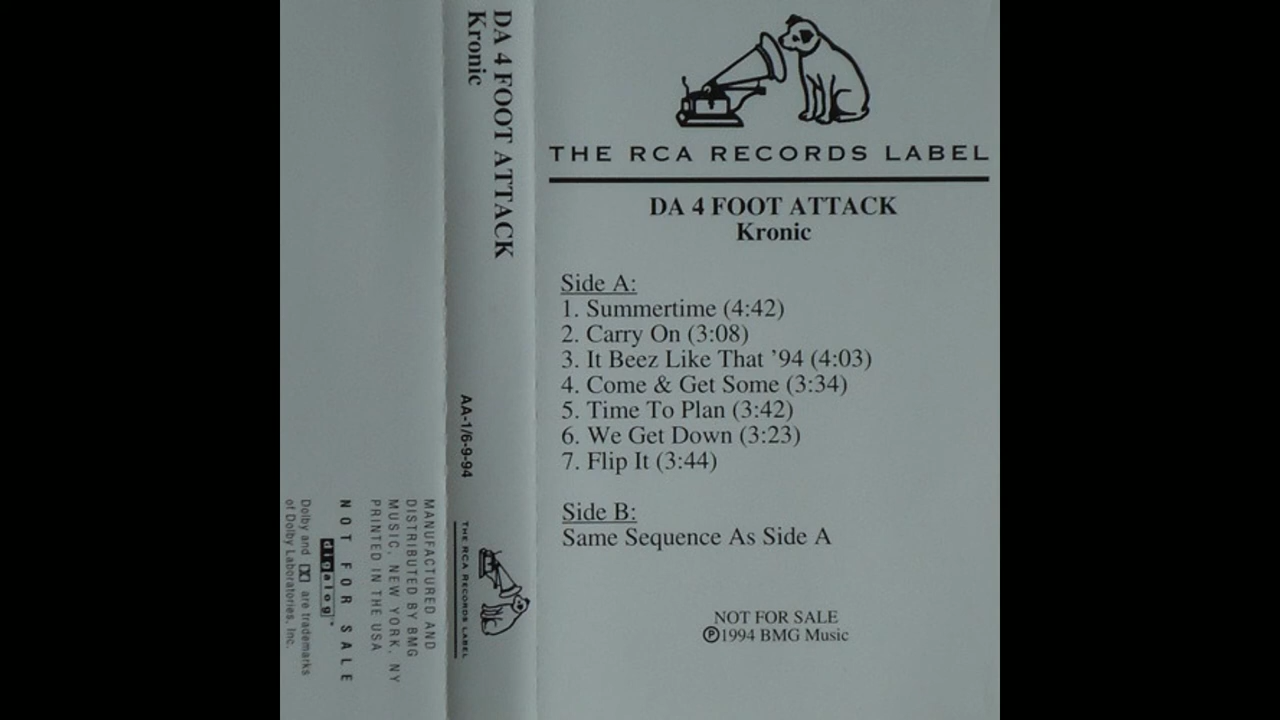 THE RCA RECORDS LABEL
DA 4 FOOT ATTACK
Kronic
Side A:
1. Summertime (4:42)
2. Carry On (3:08)
3. It Beez Like That ’94 (4:03)
4. Come & Get Some (3:34)
5. Time To Plan (3:42)
6. We Get Down (3:23)
7. Flip It (3:44)
Side B:
Same Sequence As Side A
NOT FOR SALE
Ⓟ1994 BMG Music
DA 4 FOOT ATTACK
Kronic
AA-1/6-9-94
THE RCA RECORDS LABEL
MANUFACTURED AND
DISTRIBUTED BY BMG
MUSIC, NEW YORK, NY
PRINTED IN THE USA
NOT FOR SALE
digalog™
Dolby and are trademarks
of Dolby Laboratories, Inc.